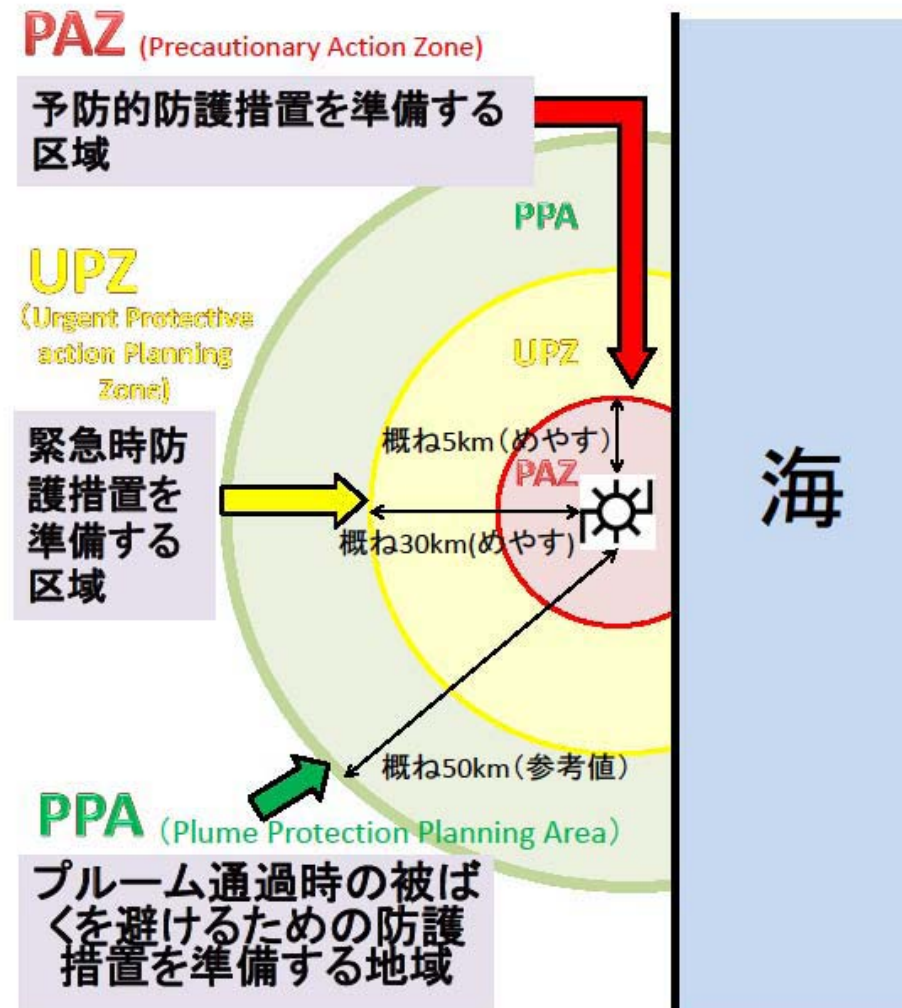 PAZ (Precautionary Action Zone)
予防的防護措置を準備する
区域
PPA
UPZ
(Urgent Protective
action Planning
Zone)
UPZ
緊急時防
護措置を
準備する
区域
概ね5km(めやす)
PAZ
概ね30km(めやす)
海
概ね50km(参考値)
PPA (Plume Protection Planning Area)
プルーム通過時の被ば
くを避けるための防護
措置を準備する地域